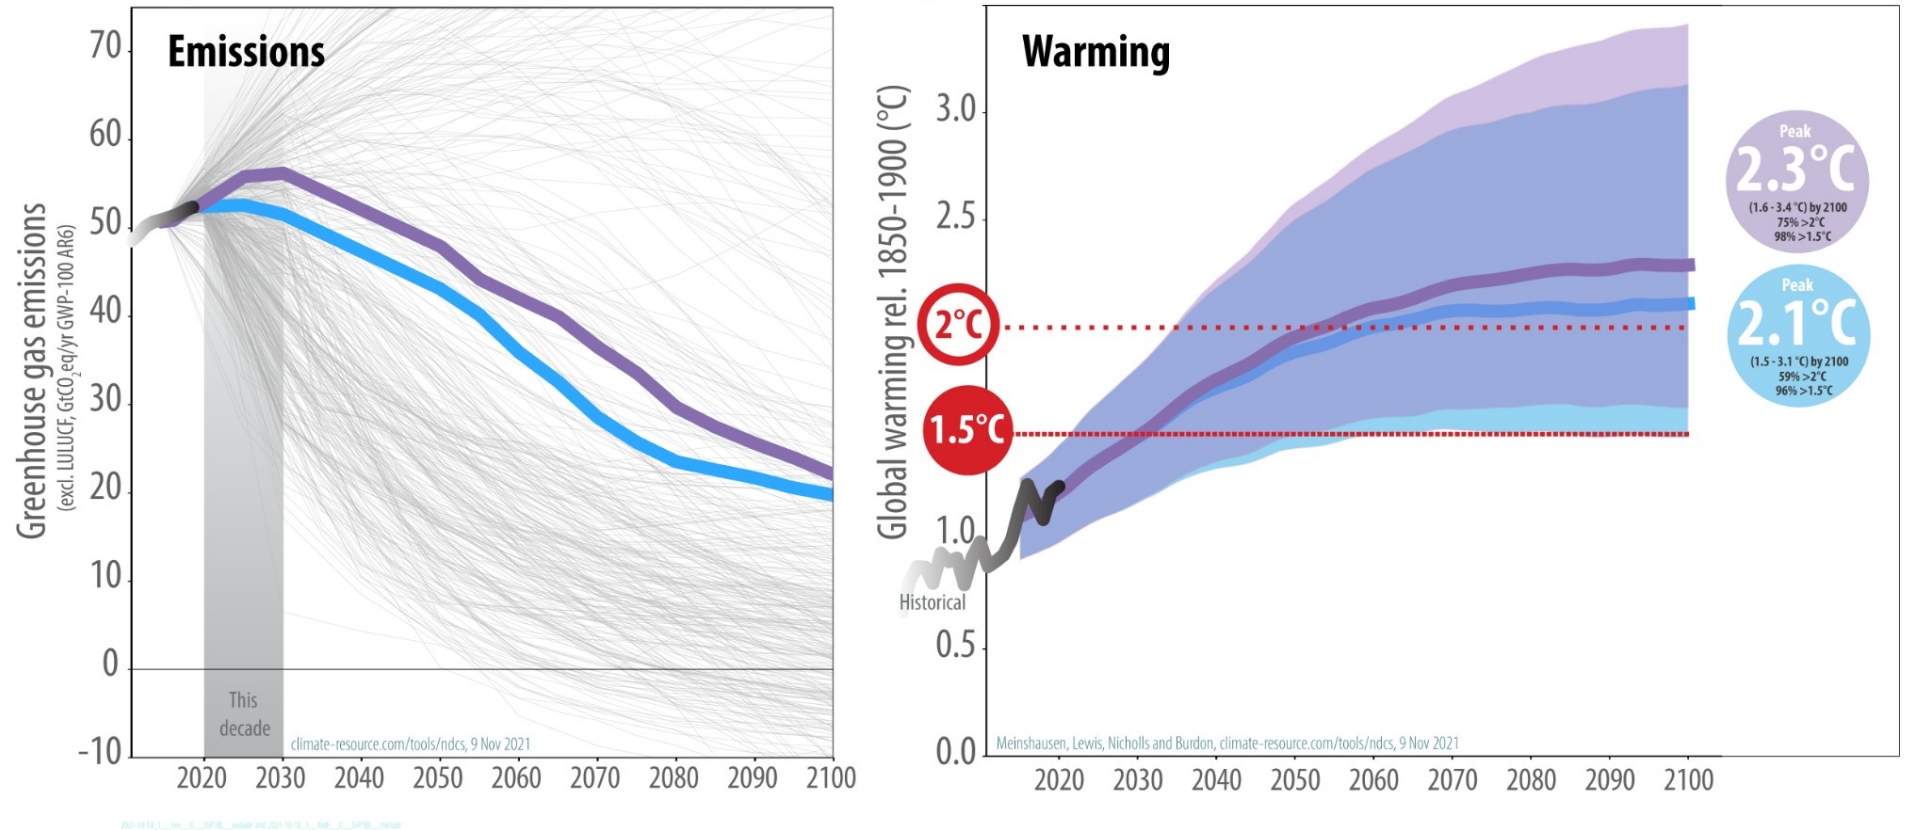 Emissions
70
60
50
40
30
20
10
0
-10
Greenhouse gas emissions
(excl. LULUCF, GtCO2eq/yr GWP-100 AR6)
This
decade
climate-resource.com/tools/ndcs, 9 Nov 2021
2020 2030 2040 2050 2060 2070 2080 2090 2100
Warming
Global warming rel. 1850-1900 (°C)
3.0
2.5
2°C
1.5°C
1.0
0.5
0.0
Historical
Meinshausen, Lewis, Nicholls and Burdon, climate-resource.com/tools/ndcs, 9 Nov 2021
2020 2030 2040 2050 2060 2070 2080 2090 2100
Peak
2.3°C
(1.6 - 3.4 °C) by 2100
75% >2°C
98% >1.5°C
Peak
2.1°C
(1.5 - 3.1 °C) by 2100
59% >2°C
96% >1.5°C